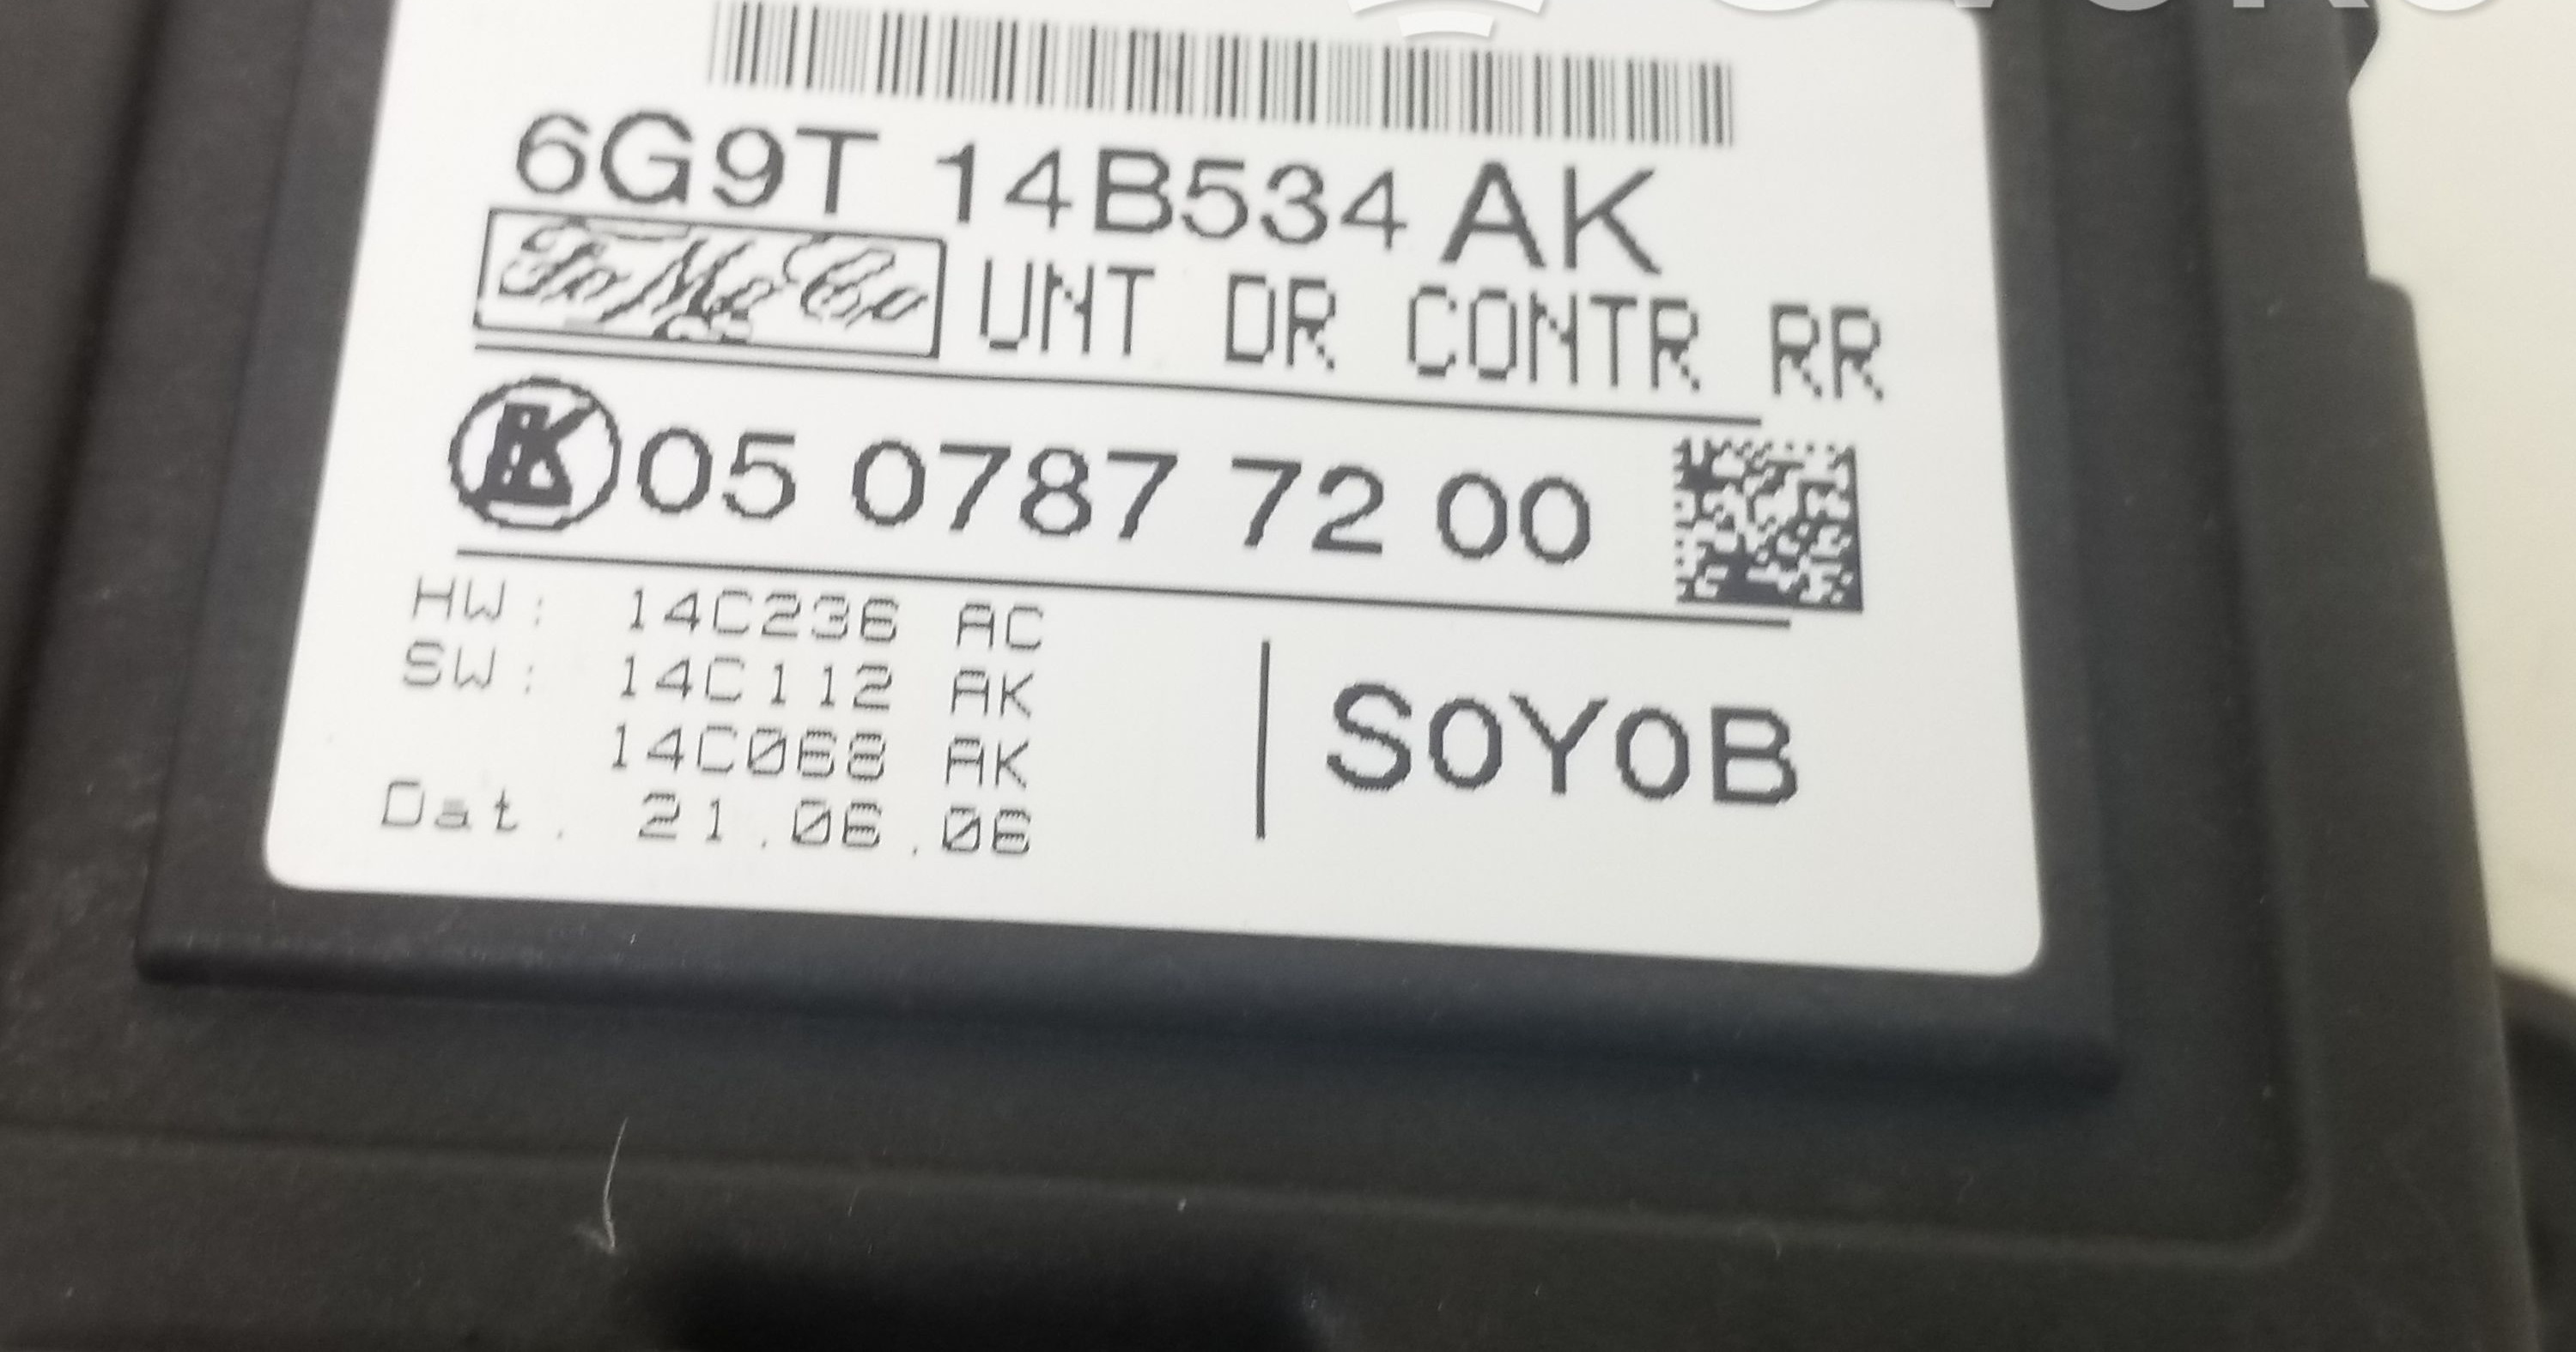 6G9T 14B534 AK
FoMoCo UNT DR CONTR RR
05 0787 72 00
HW: 14C236 AC
SW: 14C112 AK
14C068 AK
Dat. 21.06.06
S0Y0B